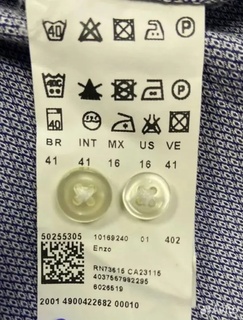 40 P
P
40
BR INT MX US VE
41 41 16 16 41
50255305 10169240 01 402
Enzo
RN73616 CA23115
4037557992295
6026519
2001 4900422682 00010